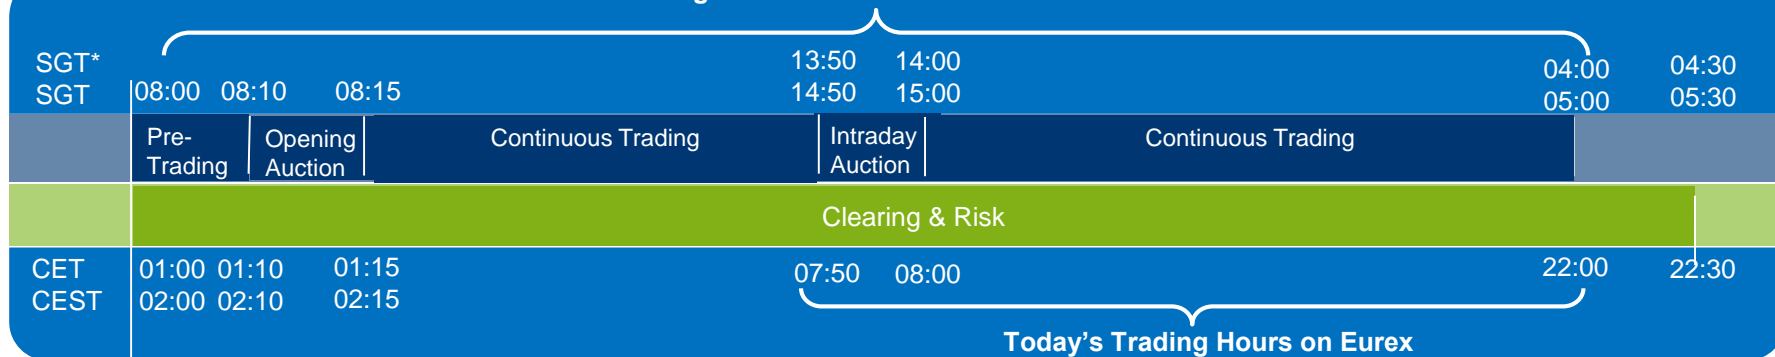 SGT* 13:50 14:00 04:00 04:30
SGT 08:00 08:10 08:15 14:50 15:00 05:00 05:30
Pre- Opening Continuous Trading Intraday Continuous Trading
Trading Auction Auction
Clearing & Risk
CET 01:00 01:10 01:15 07:50 08:00 22:00 22:30
CEST 02:00 02:10 02:15
Today's Trading Hours on Eurex